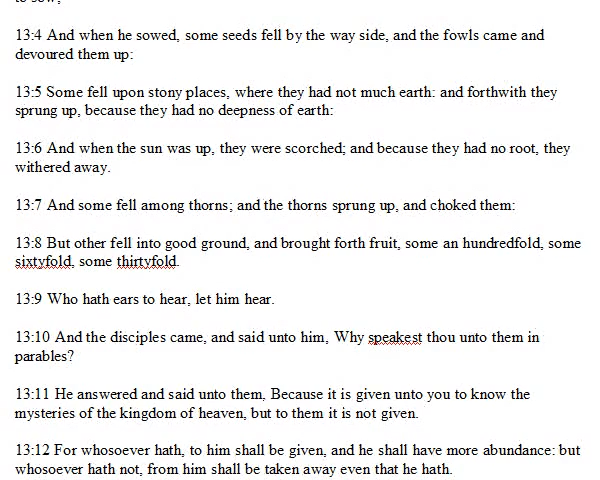 13:4 And when he sowed, some seeds fell by the way side, and the fowls came and
devoured them up:
13:5 Some fell upon stony places, where they had not much earth: and forthwith they
sprung up, because they had no deepness of earth:
13:6 And when the sun was up, they were scorched; and because they had no root, they
withered away.
13:7 And some fell among thorns; and the thorns sprung up, and choked them:
13:8 But other fell into good ground, and brought forth fruit, some an hundredfold, some
sixtyfold, some thirtyfold.
13:9 Who hath ears to hear, let him hear.
13:10 And the disciples came, and said unto him, Why speakest thou unto them in
parables?
13:11 He answered and said unto them, Because it is given unto you to know the
mysteries of the kingdom of heaven, but to them it is not given.
13:12 For whosoever hath, to him shall be given, and he shall have more abundance: but
whosoever hath not, from him shall be taken away even that he hath.